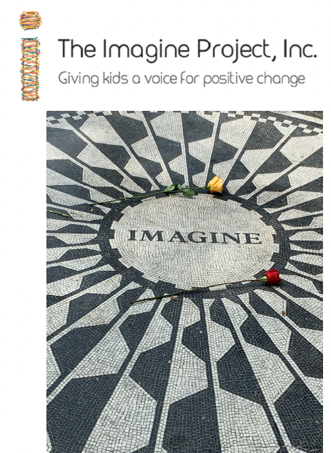 The Imagine Project, Inc.
Giving kids a voice for positive change
IMAGINE